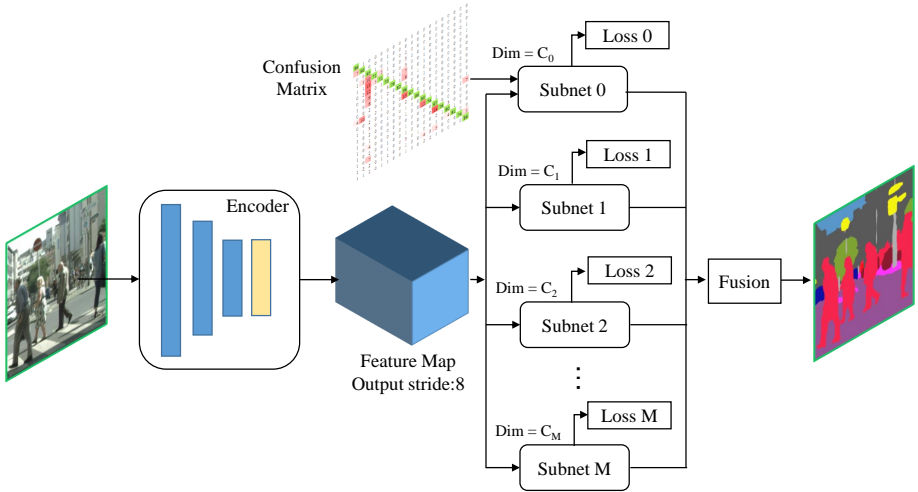 Confusion
Matrix
Dim = C₀
Loss 0
Subnet 0
Dim = C₁
Loss 1
Subnet 1
Encoder
Dim = C₂
Loss 2
Subnet 2
Fusion
Feature Map
Output stride:8
Dim = C_M
Loss M
Subnet M